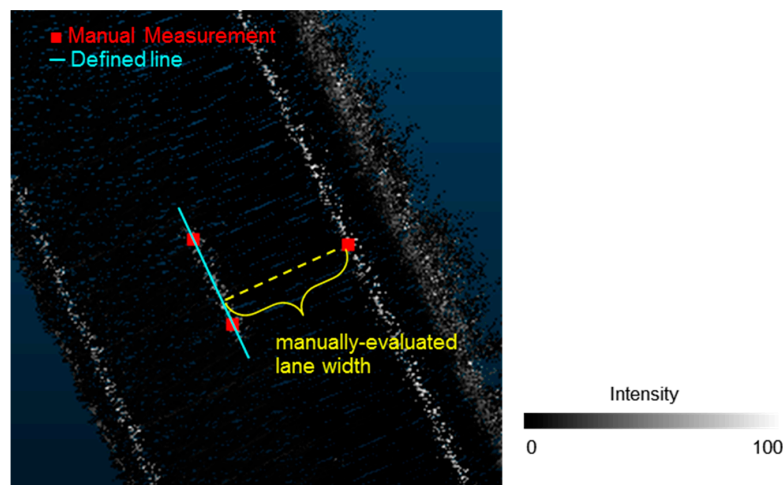 Manual Measurement
Defined line
manually-evaluated
lane width
Intensity
0 100